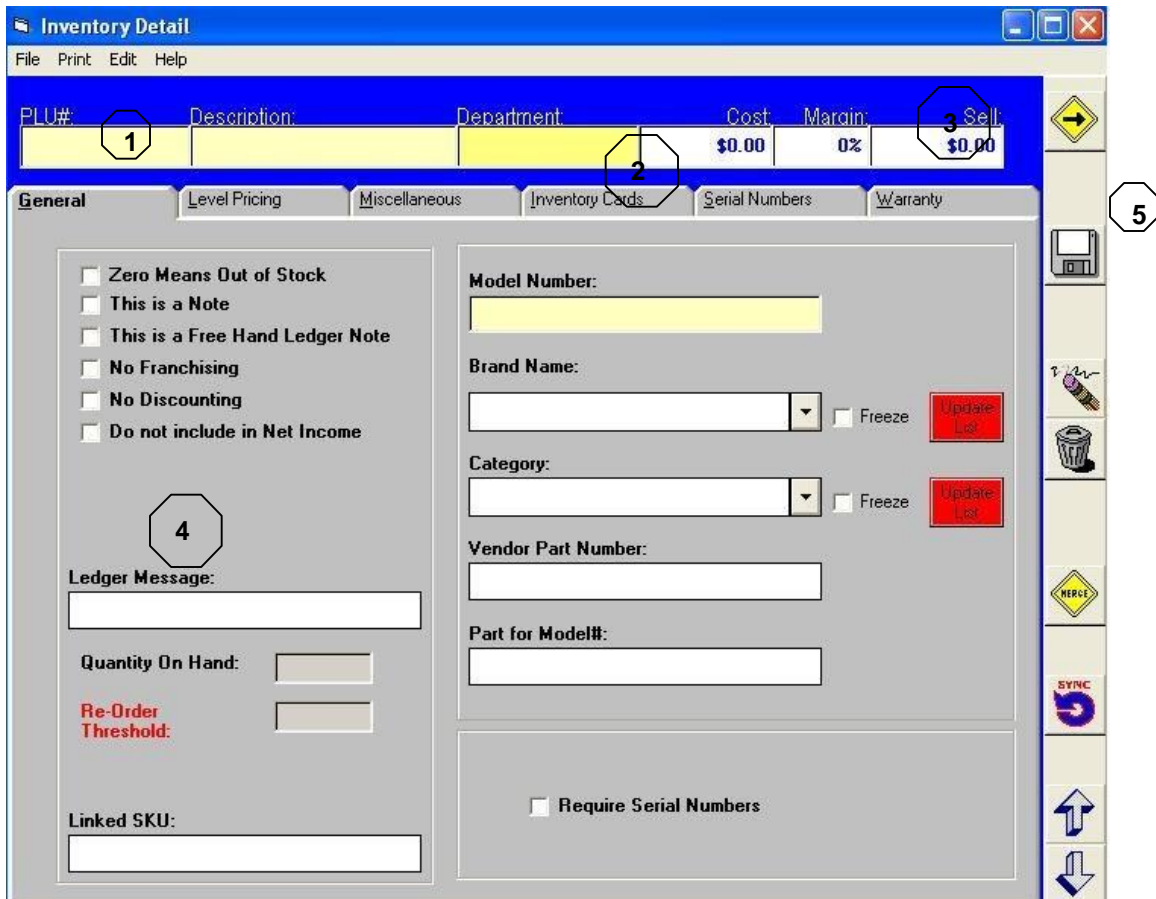 Inventory Detail
File Print Edit Help
PLU#: Description: Department: Cost: Margin: Sell:
1 2 3
$0.00 0% $0.00
General Level Pricing Miscellaneous Inventory Cards Serial Numbers Warranty
5
Zero Means Out of Stock
This is a Note
This is a Free Hand Ledger Note
No Franchising
No Discounting
Do not include in Net Income
4
Ledger Message:
Quantity On Hand:
Re-Order
Threshold:
Linked SKU:
Model Number:
Brand Name:
Freeze
Update
List
Category:
Freeze
Update
List
Vendor Part Number:
Part for Model#:
Require Serial Numbers
MERGE
SYNC